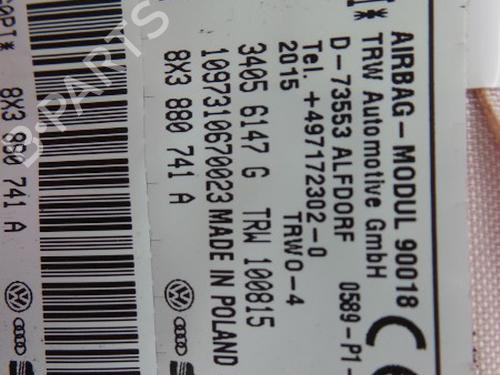 AIRBAG-MODUL 90018
TRW Automotive GmbH
D-73553 ALFDORF
0589-P1-
Tel. +497172302-0
2015 TRWO-4
3405 6147 G TRW 100815
1097310670023 MADE IN POLAND
8X3 880 741 A
8X3 880 741 A
B-PARTS